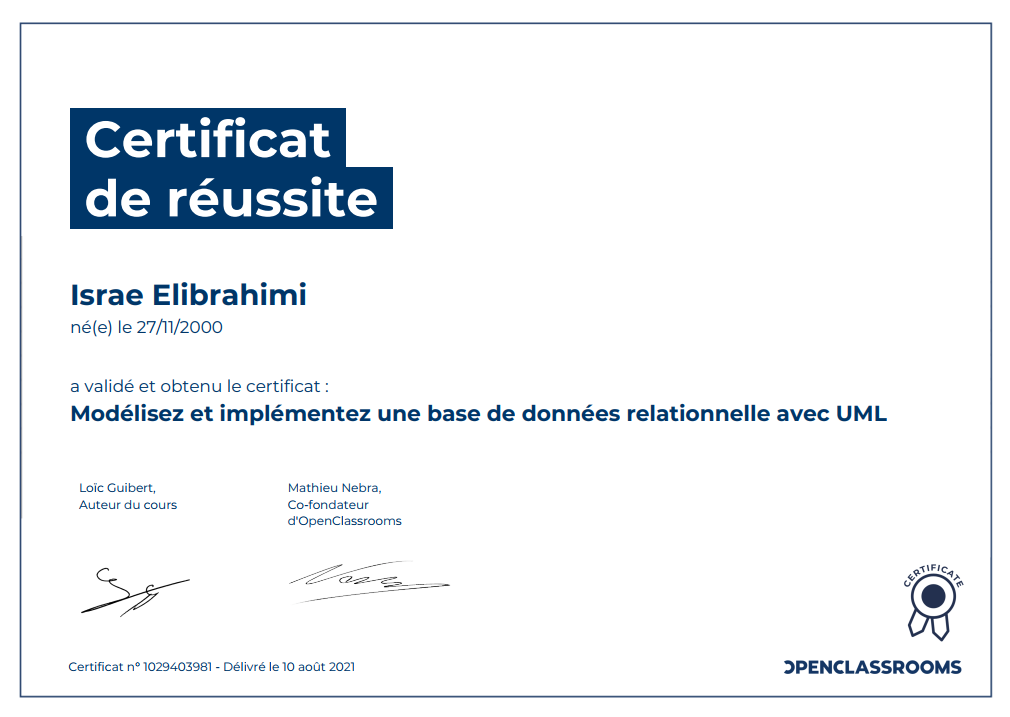 Certificat
de réussite
Israe Elibrahimi
né(e) le 27/11/2000
a validé et obtenu le certificat :
Modélisez et implémentez une base de données relationnelle avec UML
Loïc Guibert,
Auteur du cours
Mathieu Nebra,
Co-fondateur
d'OpenClassrooms
CERTIFICATE
Certificat n° 1029403981 - Délivré le 10 août 2021
OPENCLASSROOMS